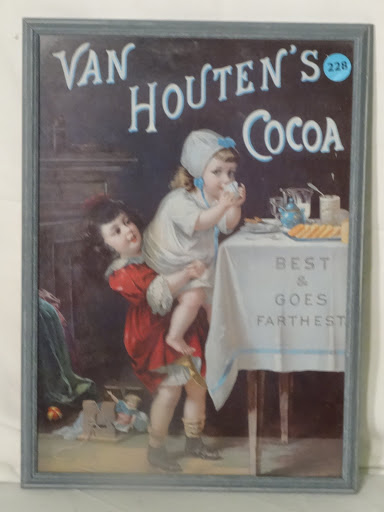 VAN
HOUTEN'S
COCOA
228
BEST
&
GOES
FARTHEST